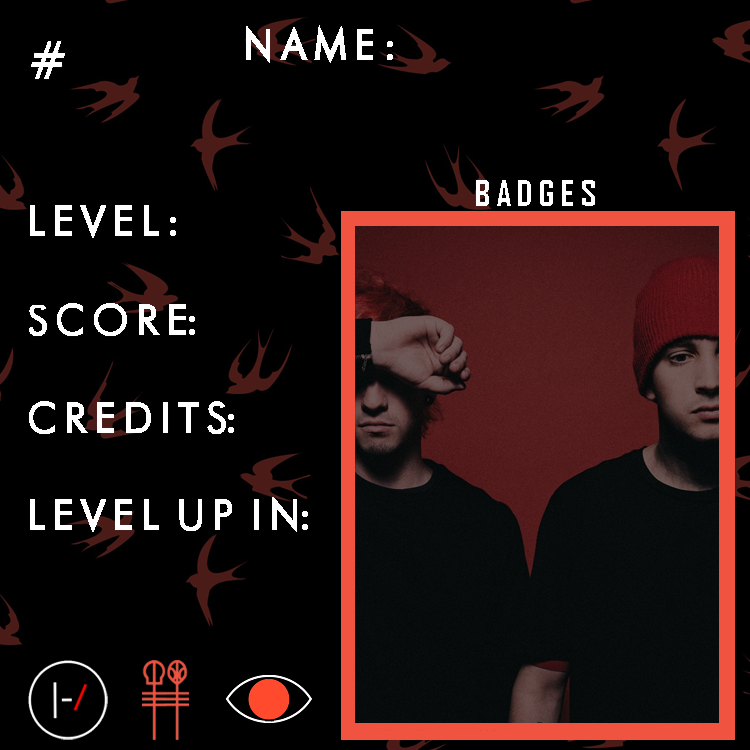 #
NAME:
BADGES
LEVEL:
SCORE:
CREDITS:
LEVEL UP IN:
|-/